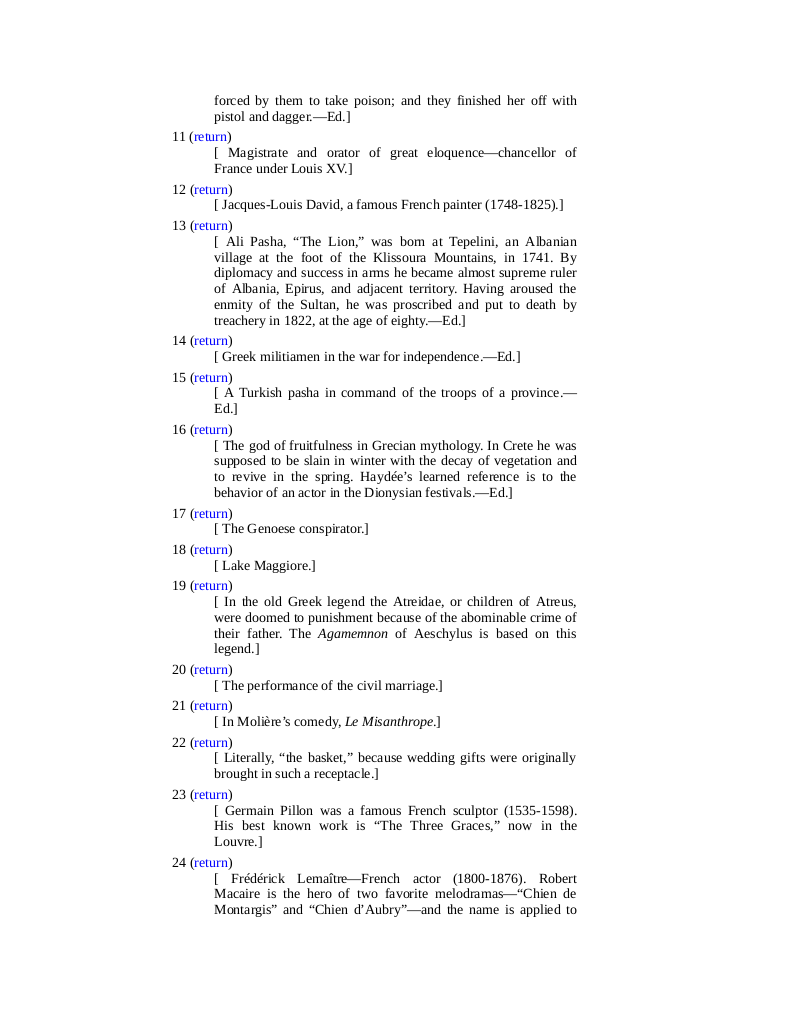 forced by them to take poison; and they finished her off with
pistol and dagger.—Ed.]
11 (return)
[ Magistrate and orator of great eloquence—chancellor of
France under Louis XV.]
12 (return)
[ Jacques-Louis David, a famous French painter (1748-1825).]
13 (return)
[ Ali Pasha, “The Lion,” was born at Tepelini, an Albanian
village at the foot of the Klissoura Mountains, in 1741. By
diplomacy and success in arms he became almost supreme ruler
of Albania, Epirus, and adjacent territory. Having aroused the
enmity of the Sultan, he was proscribed and put to death by
treachery in 1822, at the age of eighty.—Ed.]
14 (return)
[ Greek militiamen in the war for independence.—Ed.]
15 (return)
[ A Turkish pasha in command of the troops of a province.—
Ed.]
16 (return)
[ The god of fruitfulness in Grecian mythology. In Crete he was
supposed to be slain in winter with the decay of vegetation and
to revive in the spring. Haydée’s learned reference is to the
behavior of an actor in the Dionysian festivals.—Ed.]
17 (return)
[ The Genoese conspirator.]
18 (return)
[ Lake Maggiore.]
19 (return)
[ In the old Greek legend the Atreidae, or children of Atreus,
were doomed to punishment because of the abominable crime of
their father. The Agamemnon of Aeschylus is based on this
legend.]
20 (return)
[ The performance of the civil marriage.]
21 (return)
[ In Molière’s comedy, Le Misanthrope.]
22 (return)
[ Literally, “the basket,” because wedding gifts were originally
brought in such a receptacle.]
23 (return)
[ Germain Pillon was a famous French sculptor (1535-1598).
His best known work is “The Three Graces,” now in the
Louvre.]
24 (return)
[ Frédérick Lemaître—French actor (1800-1876). Robert
Macaire is the hero of two favorite melodramas—“Chien de
Montargis” and “Chien d’Aubry”—and the name is applied to